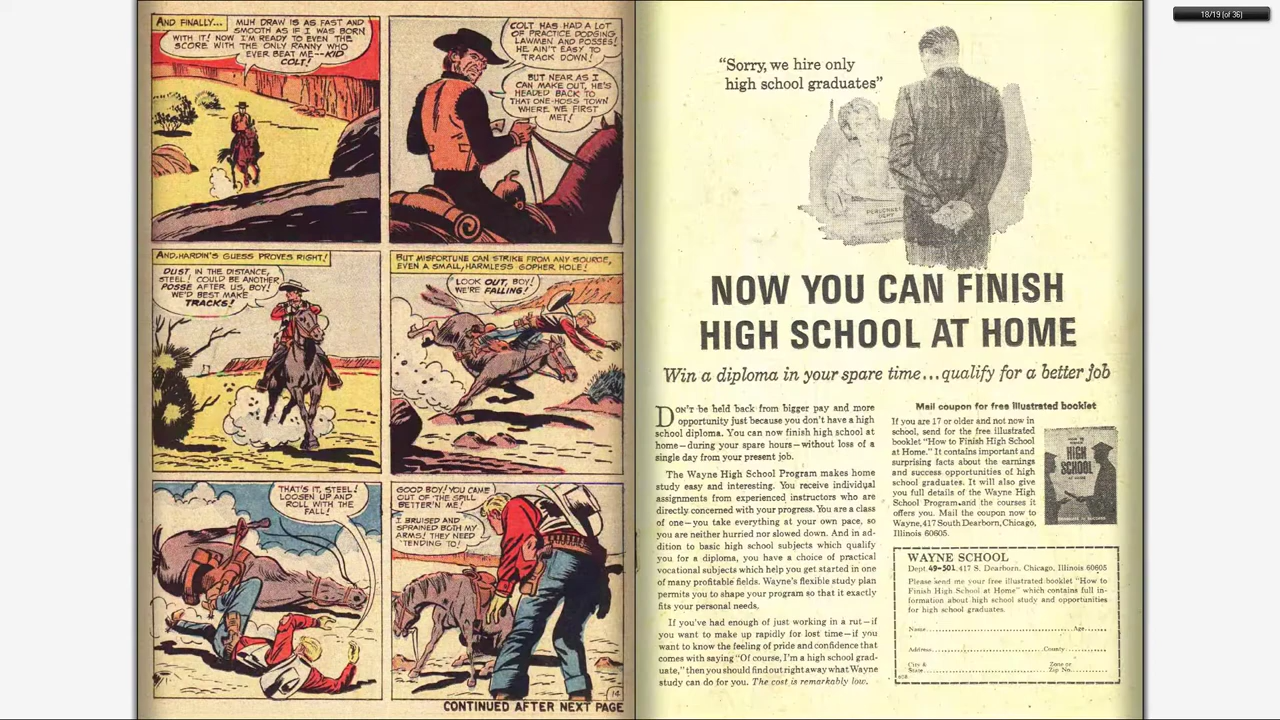 18/19 (of 36)
AND FINALLY...
MUH DRAW IS AS FAST AND
SMOOTH AS IF I WAS BORN
WITH IT! NOW I'M READY TO EVEN THE
SCORE WITH THE ONLY RANNY WHO
EVER BEAT ME--KID
COLT!
COLT HAS HAD A LOT
OF PRACTICE DODGING
LAWMEN AND POSSES!
HE AIN'T EASY TO
TRACK DOWN!
BUT NEAR AS I
CAN MAKE OUT, HE'S
HEADED BACK TO
THAT ONE-HOSS TOWN
WHERE WE FIRST
MET!
AND, HARDIN'S GUESS PROVES RIGHT!
DUST IN THE DISTANCE,
STEEL! COULD BE ANOTHER
POSSE AFTER US, BOY!
WE'D BEST MAKE
TRACKS!
BUT MISFORTUNE CAN STRIKE FROM ANY SOURCE,
EVEN A SMALL, HARMLESS GOPHER HOLE!
LOOK OUT, BOY!
WE'RE FALLING!
THAT'S IT, STEEL!
LOOSEN UP AND
ROLL WITH THE
FALL!
GOOD BOY! YOU CAME
OUT OF THE SPILL
BETTER'N ME!
I BRUISED AND
SPRAINED BOTH MY
ARMS! THEY NEED
TENDING TO!
14
CONTINUED AFTER NEXT PAGE
"Sorry, we hire only
high school graduates"
PERSONNEL
DEPT
NOW YOU CAN FINISH
HIGH SCHOOL AT HOME
Win a diploma in your spare time...qualify for a better job
DON'T be held back from bigger pay and more
opportunity just because you don't have a high
school diploma. You can now finish high school at
home—during your spare hours—without loss of a
single day from your present job.
The Wayne High School Program makes home
study easy and interesting. You receive individual
assignments from experienced instructors who are
directly concerned with your progress. You are a class
of one—you take everything at your own pace, so
you are neither hurried nor slowed down. And in ad-
dition to basic high school subjects which qualify
you for a diploma, you have a choice of practical
vocational subjects which help you get started in one
of many profitable fields. Wayne's flexible study plan
permits you to shape your program so that it exactly
fits your personal needs.
If you've had enough of just working in a rut—if
you want to make up rapidly for lost time—if you
want to know the feeling of pride and confidence that
comes with saying "Of course, I'm a high school grad-
uate," then you should find out right away what Wayne
study can do for you. The cost is remarkably low.
Mail coupon for free illustrated booklet
If you are 17 or older and not now in
school, send for the free illustrated
booklet "How to Finish High School
at Home." It contains important and
surprising facts about the earnings
and success opportunities of high
school graduates. It will also give
you full details of the Wayne High
School Program and the courses it
offers you. Mail the coupon now to
Wayne, 417 South Dearborn, Chicago,
Illinois 60605.
HIGH
SCHOOL
WAYNE SCHOOL
Dept. 49-501, 417 S. Dearborn, Chicago, Illinois 60605
Please send me your free illustrated booklet "How to
Finish High School at Home" which contains full in-
formation about high school study and opportunities
for high school graduates.
Name Age
Address County
City & State Zone or Zip No.